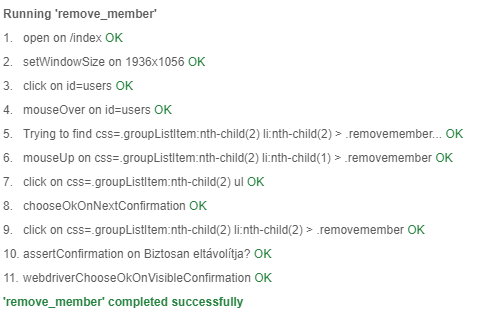 Running 'remove_member'
1. open on /index OK
2. setWindowSize on 1936x1056 OK
3. click on id=users OK
4. mouseOver on id=users OK
5. Trying to find css=.groupListItem:nth-child(2) li:nth-child(2) > .removemember... OK
6. mouseUp on css=.groupListItem:nth-child(2) li:nth-child(1) > .removemember OK
7. click on css=.groupListItem:nth-child(2) ul OK
8. chooseOkOnNextConfirmation OK
9. click on css=.groupListItem:nth-child(2) li:nth-child(2) > .removemember OK
10. assertConfirmation on Biztosan eltávolítja? OK
11. webdriverChooseOkOnVisibleConfirmation OK
'remove_member' completed successfully